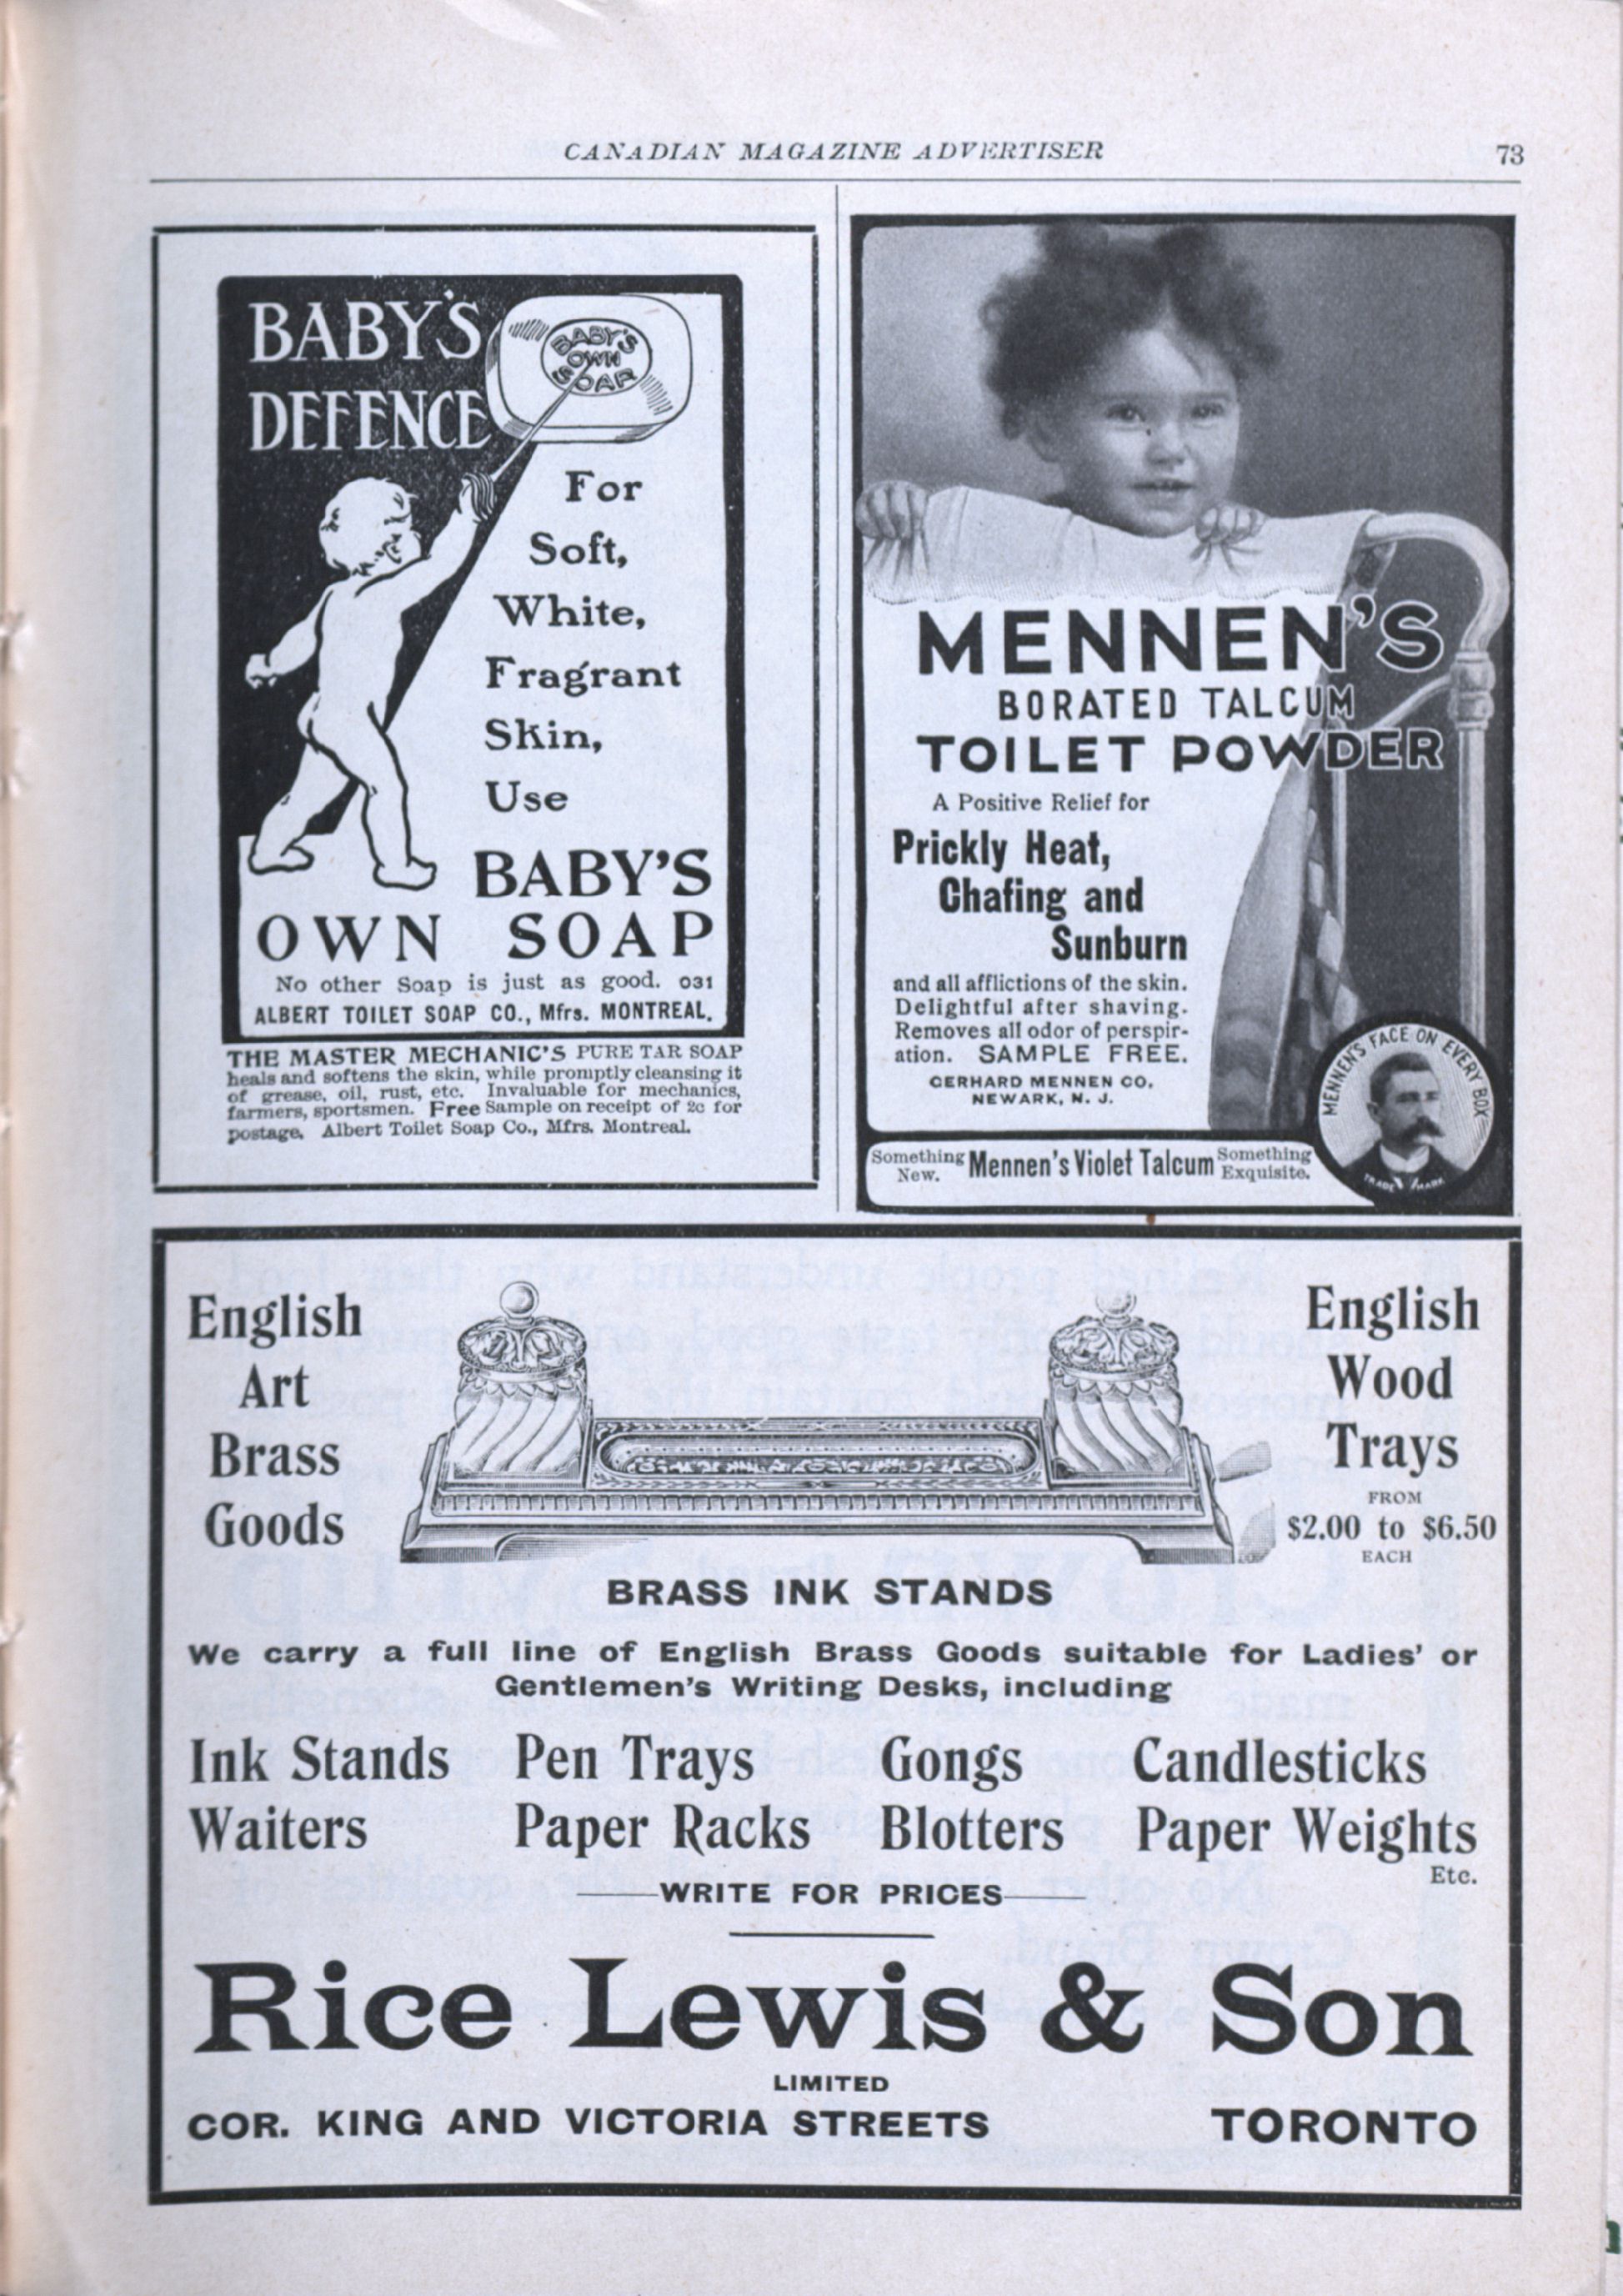 CANADIAN MAGAZINE ADVERTISER 73
BABY'S
DEFENCE
BABY'S
OWN
SOAP
For
Soft,
White,
Fragrant
Skin,
Use
BABY'S
OWN SOAP
No other Soap is just as good. 031
ALBERT TOILET SOAP CO., Mfrs. MONTREAL.
THE MASTER MECHANIC'S PURE TAR SOAP
heals and softens the skin, while promptly cleansing it
of grease, oil, rust, etc. Invaluable for mechanics,
farmers, sportsmen. Free Sample on receipt of 2c for
postage. Albert Toilet Soap Co., Mfrs. Montreal.
MENNEN'S
BORATED TALCUM
TOILET POWDER
A Positive Relief for
Prickly Heat,
Chafing and
Sunburn
and all afflictions of the skin.
Delightful after shaving.
Removes all odor of perspir-
ation. SAMPLE FREE.
GERHARD MENNEN CO.
NEWARK, N. J.
MENNEN'S FACE ON EVERY BOX
TRADE MARK
Something
New.
Mennen's Violet Talcum
Something
Exquisite.
English
Art
Brass
Goods
English
Wood
Trays
FROM
$2.00 to $6.50
EACH
BRASS INK STANDS
We carry a full line of English Brass Goods suitable for Ladies' or
Gentlemen's Writing Desks, including
Ink Stands Pen Trays Gongs Candlesticks
Waiters Paper Racks Blotters Paper Weights
Etc.
WRITE FOR PRICES
Rice Lewis & Son
LIMITED
COR. KING AND VICTORIA STREETS TORONTO